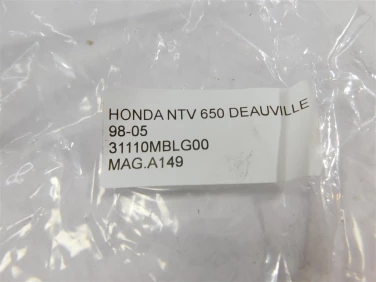 HONDA NTV 650 DEAUVILLE
98-05
31110MBLG00
MAG.A149